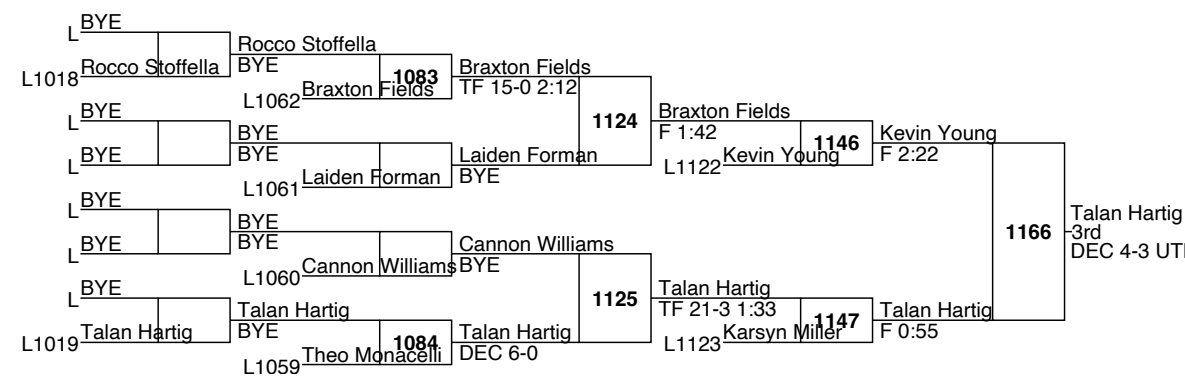 BYE
L
Rocco Stoffella
L1018
Rocco Stoffella
BYE
1083
Braxton Fields
L1062
Braxton Fields
TF 15-0 2:12
BYE
L
BYE
L
BYE
BYE
Laiden Forman
L1061
Laiden Forman
BYE
1124
Braxton Fields
F 1:42
1146
Kevin Young
L1122
Kevin Young
F 2:22
BYE
L
BYE
L
BYE
BYE
Cannon Williams
L1060
Cannon Williams
BYE
1125
Talan Hartig
TF 21-3 1:33
BYE
L
Talan Hartig
L1019
Talan Hartig
BYE
1084
Theo Monacelli
L1059
Talan Hartig
DEC 6-0
1147
Karsyn Miller
L1123
Talan Hartig
F 0:55
1166
Talan Hartig
3rd
DEC 4-3 UT